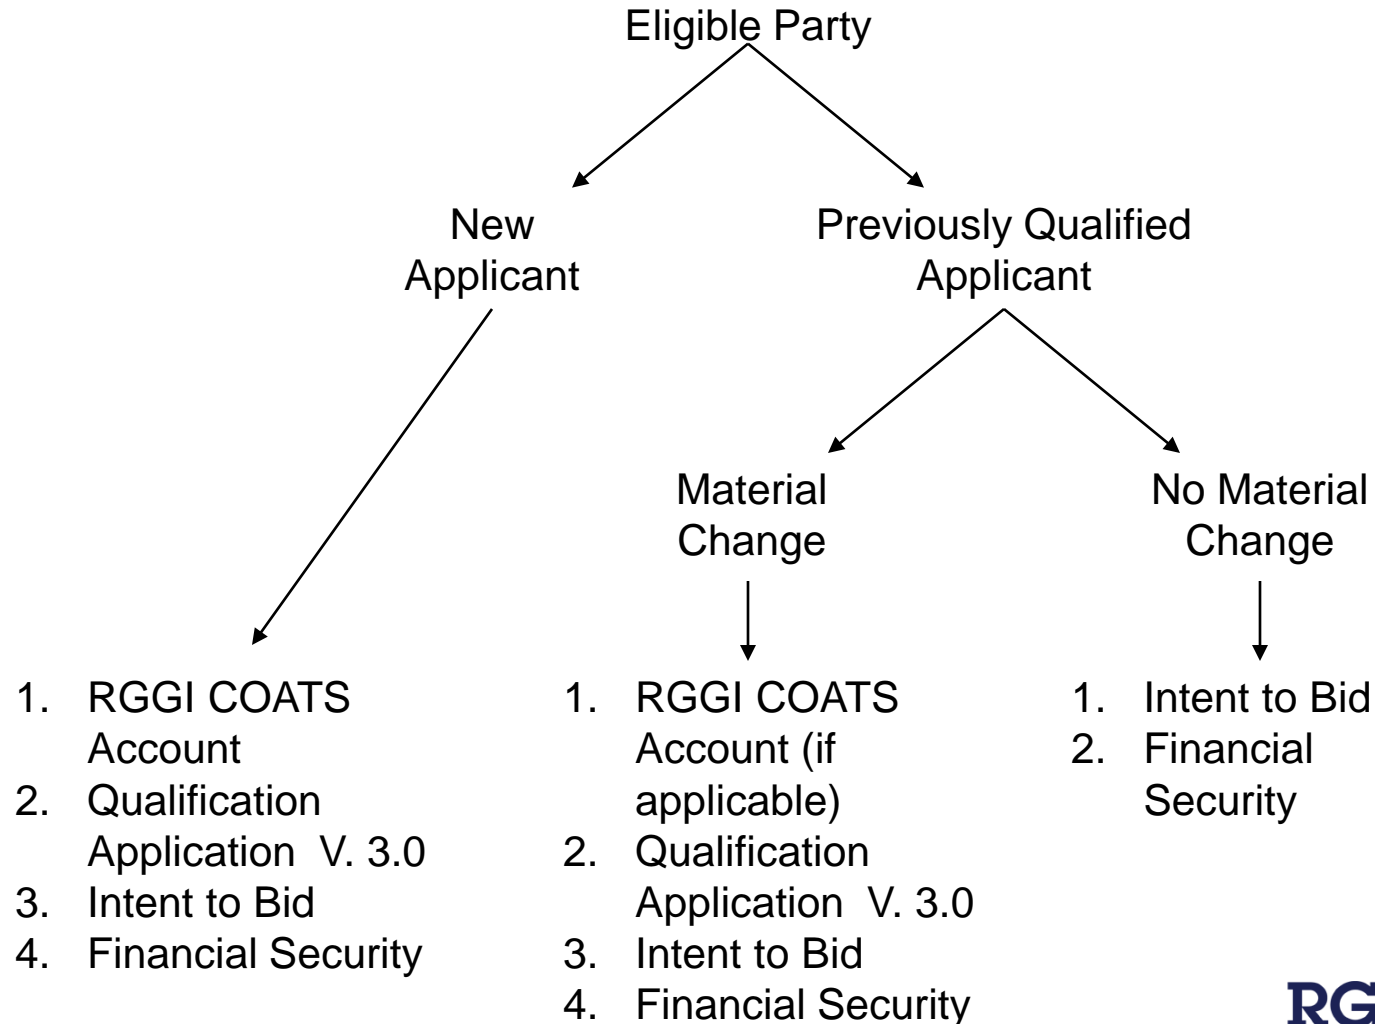 Eligible Party
New
Applicant
Previously Qualified
Applicant
Material
Change
No Material
Change
1. RGGI COATS
Account
2. Qualification
Application V. 3.0
3. Intent to Bid
4. Financial Security
1. RGGI COATS
Account (if
applicable)
2. Qualification
Application V. 3.0
3. Intent to Bid
4. Financial Security
1. Intent to Bid
2. Financial
Security